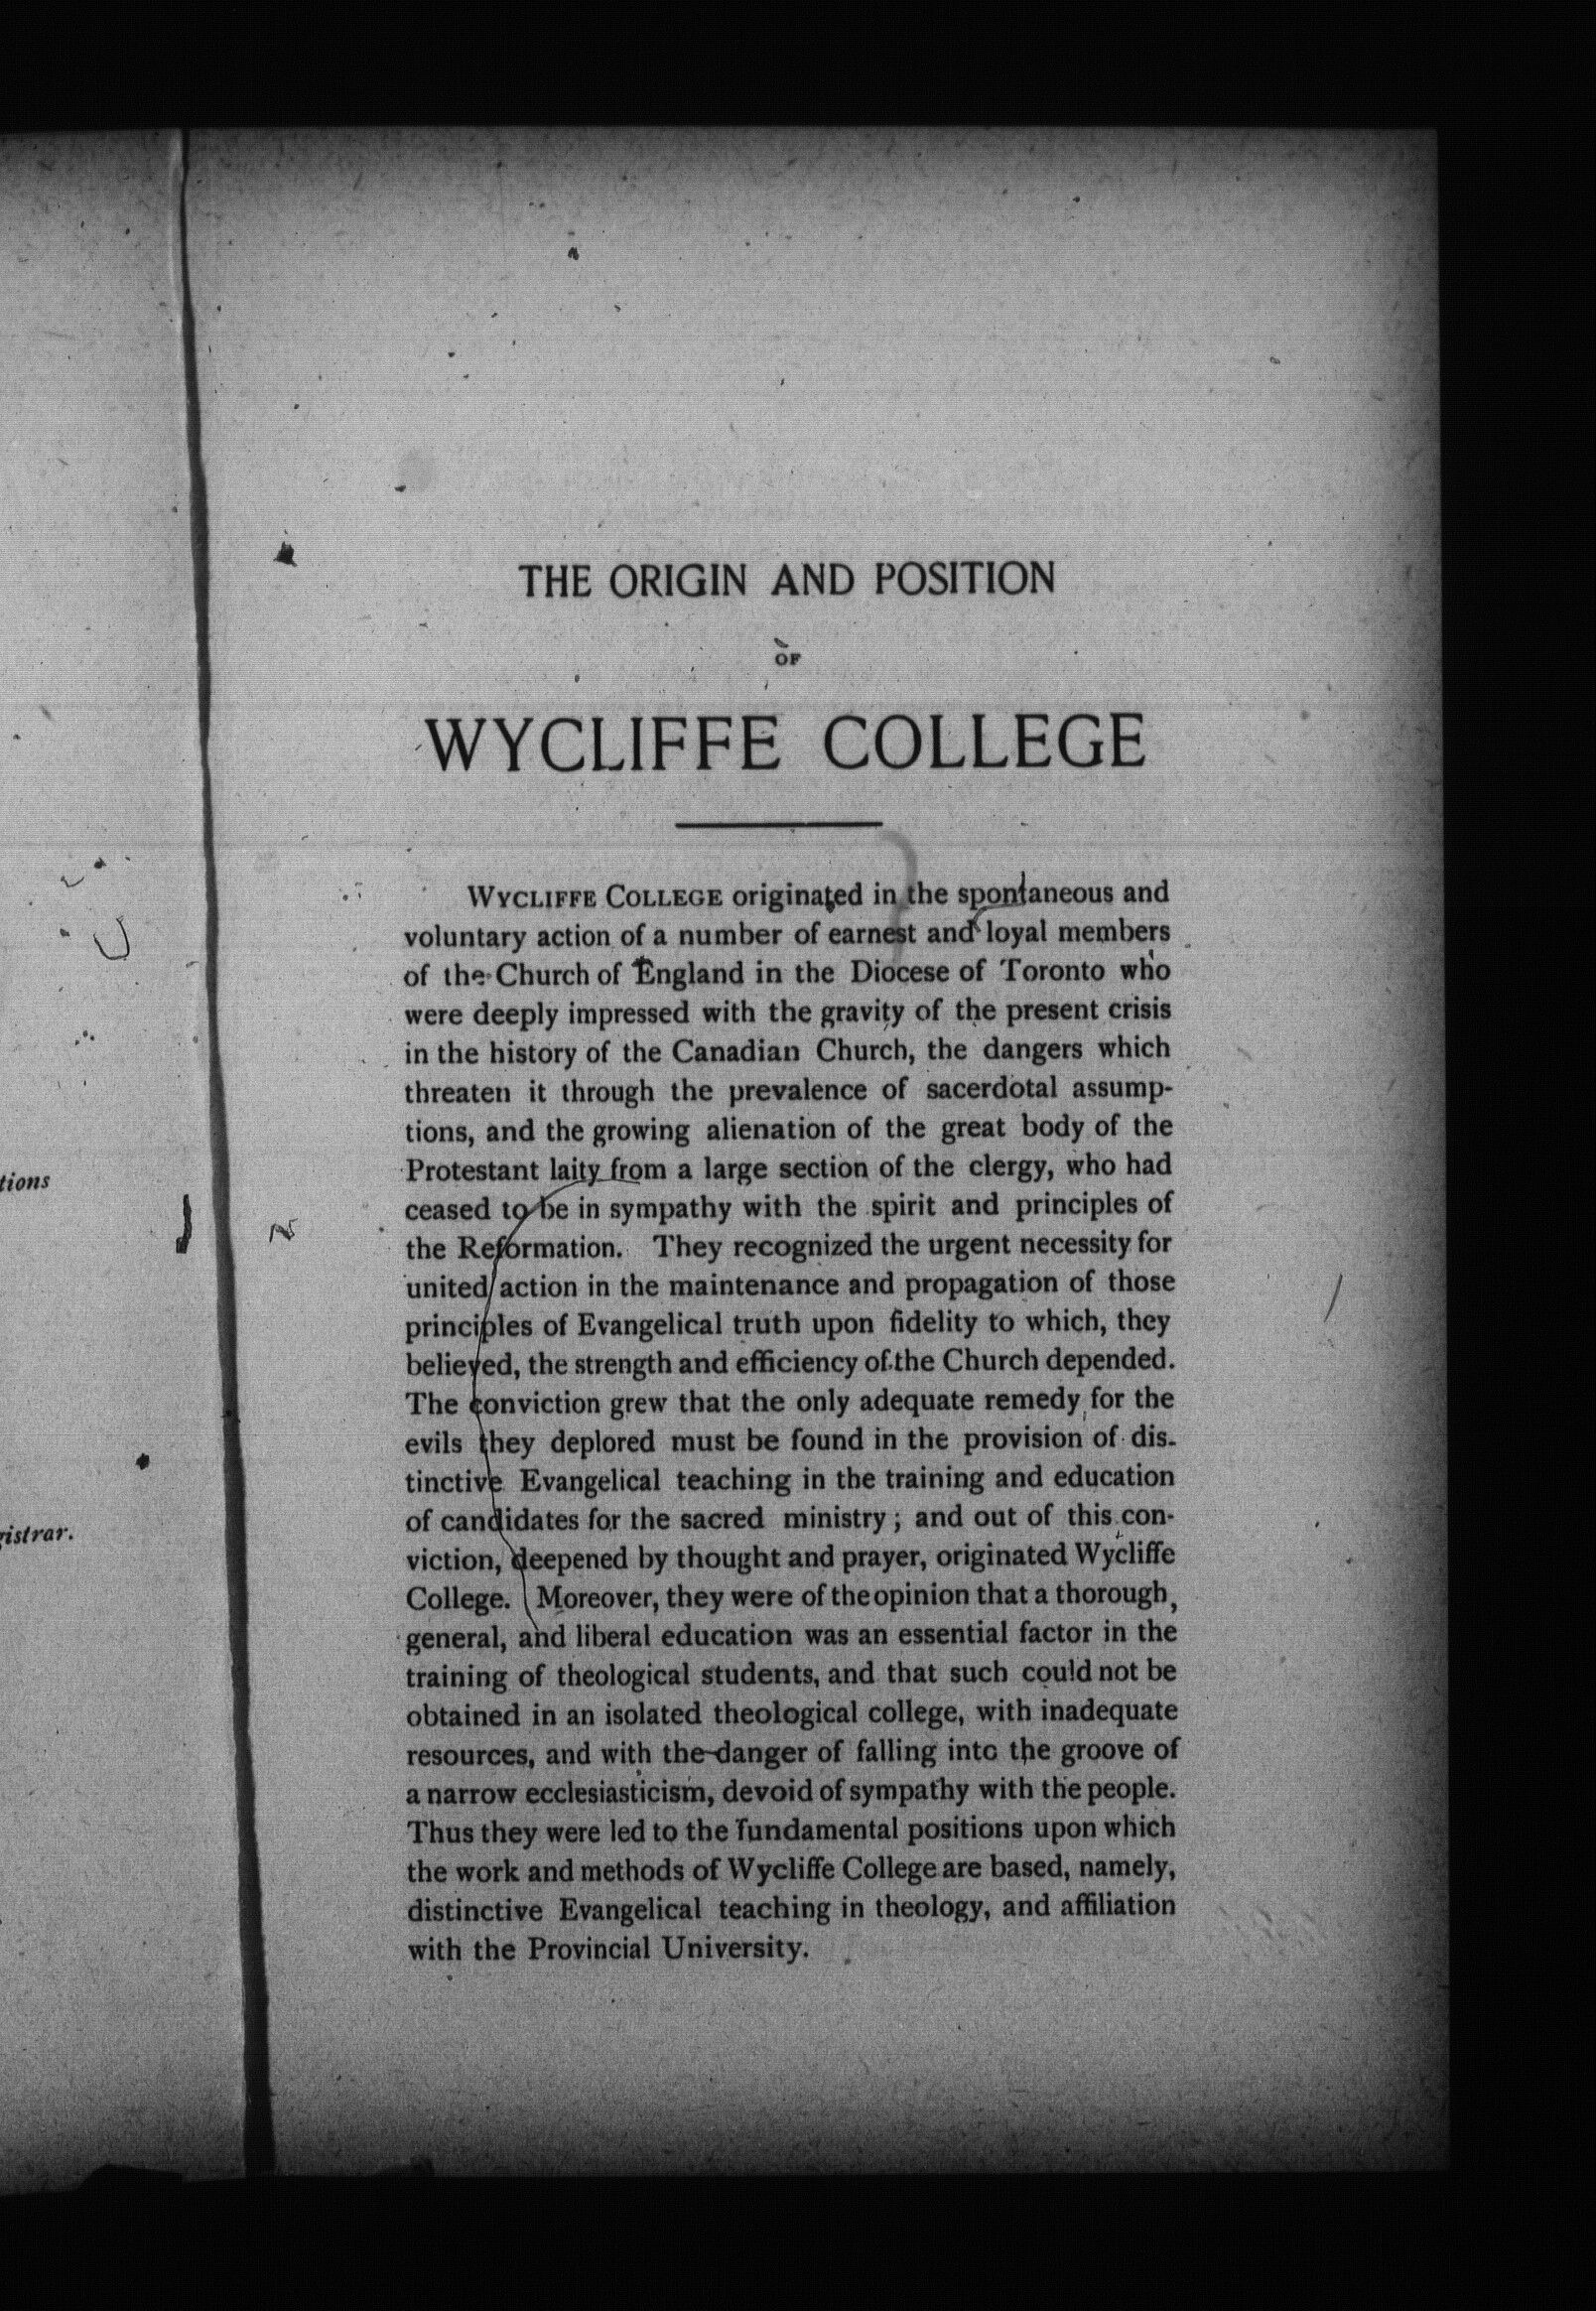 tions
gistrar.
THE ORIGIN AND POSITION
OF
WYCLIFFE COLLEGE
WYCLIFFE COLLEGE originated in the spontaneous and
voluntary action of a number of earnest and loyal members
of the Church of England in the Diocese of Toronto who
were deeply impressed with the gravity of the present crisis
in the history of the Canadian Church, the dangers which
threaten it through the prevalence of sacerdotal assump-
tions, and the growing alienation of the great body of the
Protestant laity from a large section of the clergy, who had
ceased to be in sympathy with the spirit and principles of
the Reformation. They recognized the urgent necessity for
united action in the maintenance and propagation of those
principles of Evangelical truth upon fidelity to which, they
believed, the strength and efficiency of the Church depended.
The conviction grew that the only adequate remedy for the
evils they deplored must be found in the provision of dis-
tinctive Evangelical teaching in the training and education
of candidates for the sacred ministry; and out of this con-
viction, deepened by thought and prayer, originated Wycliffe
College. Moreover, they were of the opinion that a thorough,
general, and liberal education was an essential factor in the
training of theological students, and that such could not be
obtained in an isolated theological college, with inadequate
resources, and with the danger of falling into the groove of
a narrow ecclesiasticism, devoid of sympathy with the people.
Thus they were led to the fundamental positions upon which
the work and methods of Wycliffe College are based, namely,
distinctive Evangelical teaching in theology, and affiliation
with the Provincial University.